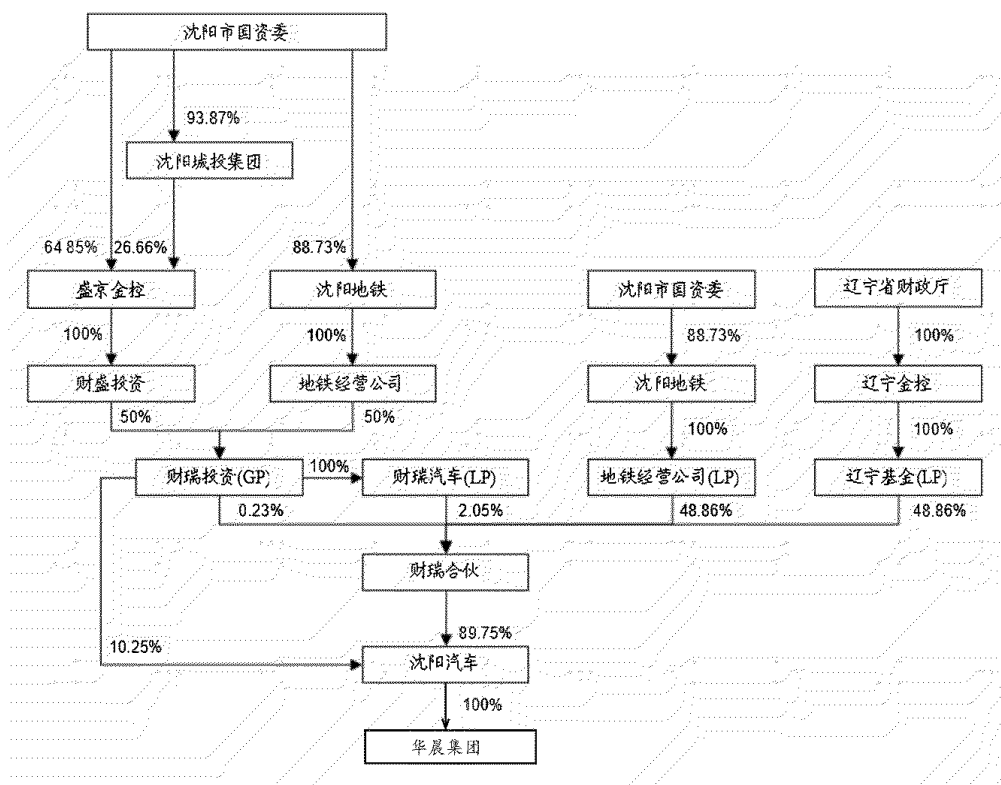 沈阳市国资委
93.87%
沈阳城投集团
64.85% 26.66% 88.73%
盛京金控 沈阳地铁 沈阳市国资委 辽宁省财政厅
100% 100% 88.73% 100%
财盛投资 地铁经营公司 沈阳地铁 辽宁金控
50% 50% 100% 100%
财瑞投资(GP) 100% 财瑞汽车(LP) 地铁经营公司(LP) 辽宁基金(LP)
0.23% 2.05% 48.86% 48.86%
财瑞合伙
10.25% 89.75%
沈阳汽车
100%
华晨集团